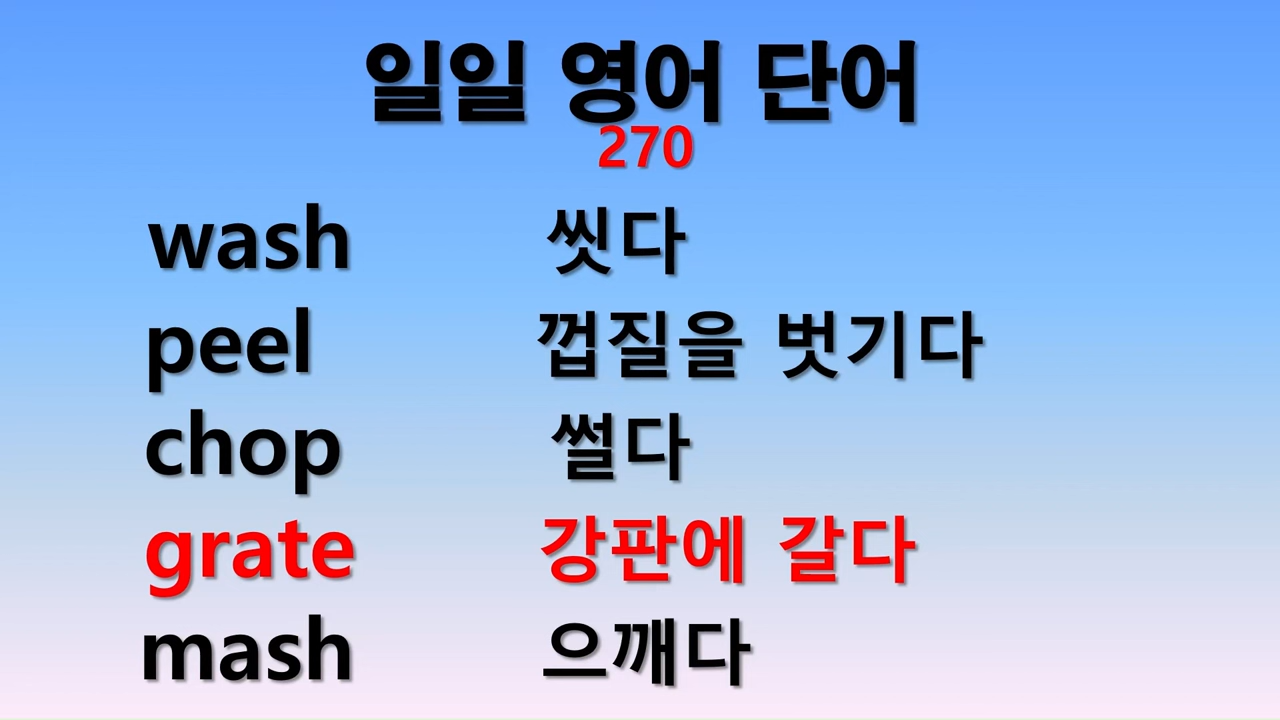 일일 영어 단어
270
wash 씻다
peel 껍질을 벗기다
chop 썰다
grate 강판에 갈다
mash 으깨다